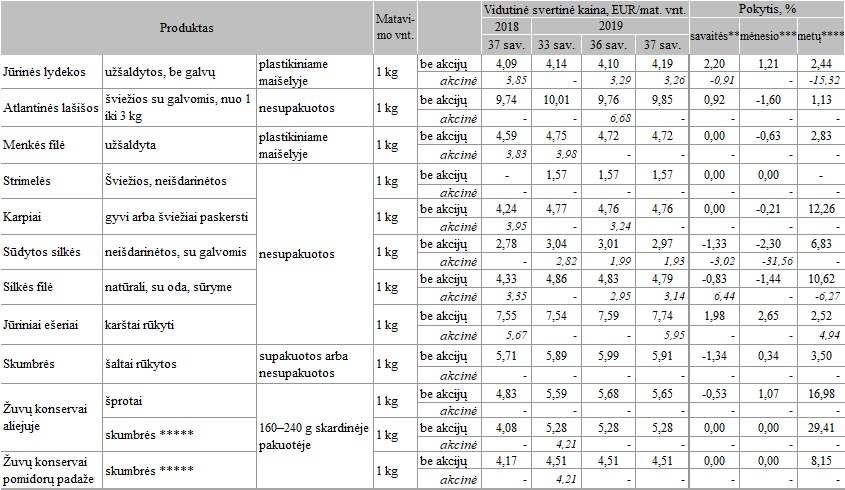 Produktas Matavi-mo vnt. Vidutinė svertinė kaina, EUR/mat. vnt. Pokytis, %
2018 2019 savaitės** mėnesio*** metų****
37 sav. 33 sav. 36 sav. 37 sav.
Jūrinės lydekos užšaldytos, be galvų plastikiniame maišelyje 1 kg be akcijų 4,09 4,14 4,10 4,19 2,20 1,21 2,44
akcinė 3,85 - 3,29 3,26 -0,91 - -15,32
Atlantinės lašišos šviežios su galvomis, nuo 1 iki 3 kg nesupakuotos 1 kg be akcijų 9,74 10,01 9,76 9,85 0,92 -1,60 1,13
akcinė - - 6,68 - - - -
Menkės filė užšaldyta plastikiniame maišelyje 1 kg be akcijų 4,59 4,75 4,72 4,72 0,00 -0,63 2,83
akcinė 3,83 3,98 - - - - -
Strimelės Šviežios, neišdarinėtos nesupakuotos 1 kg be akcijų - 1,57 1,57 1,57 0,00 0,00 -
akcinė - - - - - - -
Karpiai gyvi arba šviežiai paskersti 1 kg be akcijų 4,24 4,77 4,76 4,76 0,00 -0,21 12,26
akcinė 3,95 - 3,24 - - - -
Sūdytos silkės neišdarinėtos, su galvomis 1 kg be akcijų 2,78 3,04 3,01 2,97 -1,33 -2,30 6,83
akcinė - 2,82 1,99 1,93 -3,02 -31,56 -
Silkės filė natūrali, su oda, sūryme 1 kg be akcijų 4,33 4,86 4,83 4,79 -0,83 -1,44 10,62
akcinė 3,35 - 2,95 3,14 6,44 - -6,27
Jūriniai ešeriai karštai rūkyti 1 kg be akcijų 7,55 7,54 7,59 7,74 1,98 2,65 2,52
akcinė 5,67 - - 5,95 - - 4,94
Skumbrės šaltai rūkytos supakuotos arba nesupakuotos 1 kg be akcijų 5,71 5,89 5,99 5,91 -1,34 0,34 3,50
akcinė - - - - - - -
Žuvų konservai aliejuje šprotai 160–240 g skardinėje pakuotėje 1 kg be akcijų 4,83 5,59 5,68 5,65 -0,53 1,07 16,98
akcinė - - - - - - -
skumbrės ***** 1 kg be akcijų 4,08 5,28 5,28 5,28 0,00 0,00 29,41
akcinė - 4,21 - - - - -
Žuvų konservai pomidorų padaže skumbrės ***** 1 kg be akcijų 4,17 4,51 4,51 4,51 0,00 0,00 8,15
akcinė - 4,21 - - - - -